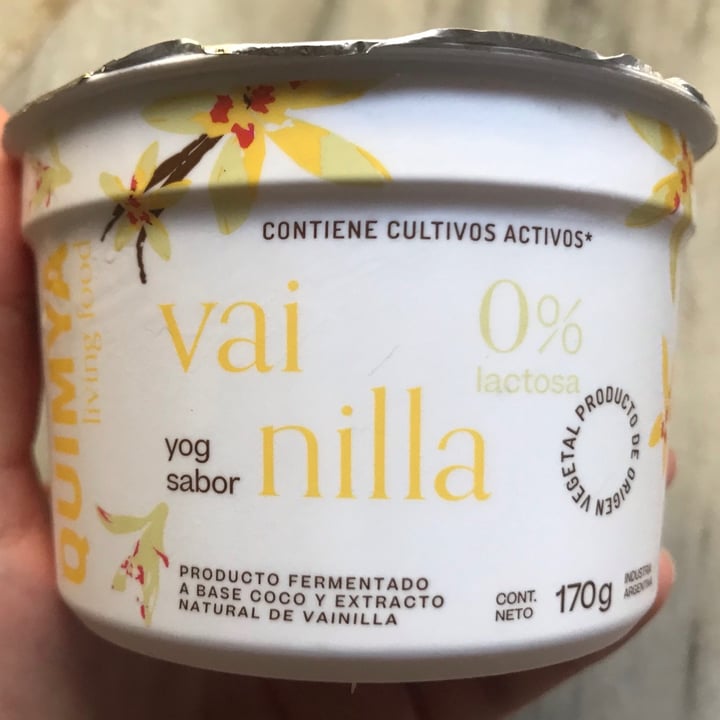 CONTIENE CULTIVOS ACTIVOS*
QUIMYA
living food
vai
nilla
yog
sabor
0%
lactosa
PRODUCTO DE ORIGEN VEGETAL
PRODUCTO FERMENTADO
A BASE COCO Y EXTRACTO
NATURAL DE VAINILLA
CONT.
NETO
170g
INDUSTRIA
ARGENTINA